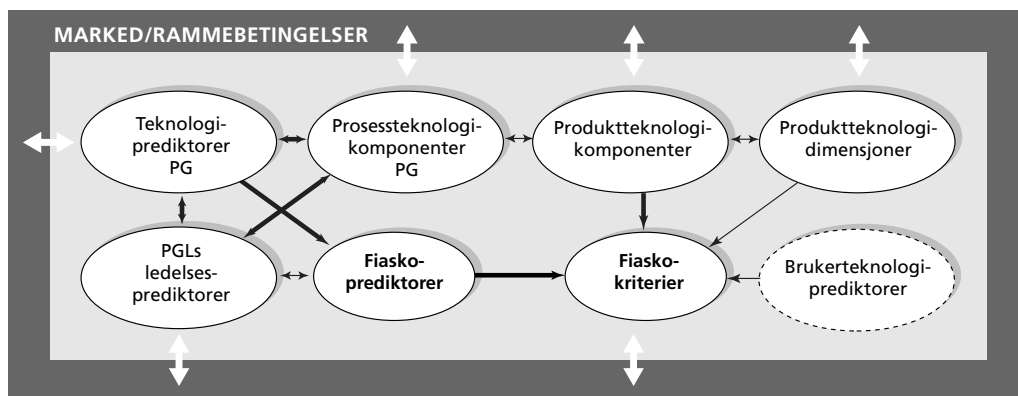 MARKED/RAMMEBETINGELSER
Teknologi-
prediktorer
PG
Prosessteknologi-
komponenter
PG
Produktteknologi-
komponenter
Produktteknologi-
dimensjoner
PGLs
ledelses-
prediktorer
Fiasko-
prediktorer
Fiasko-
kriterier
Brukerteknologi-
prediktorer